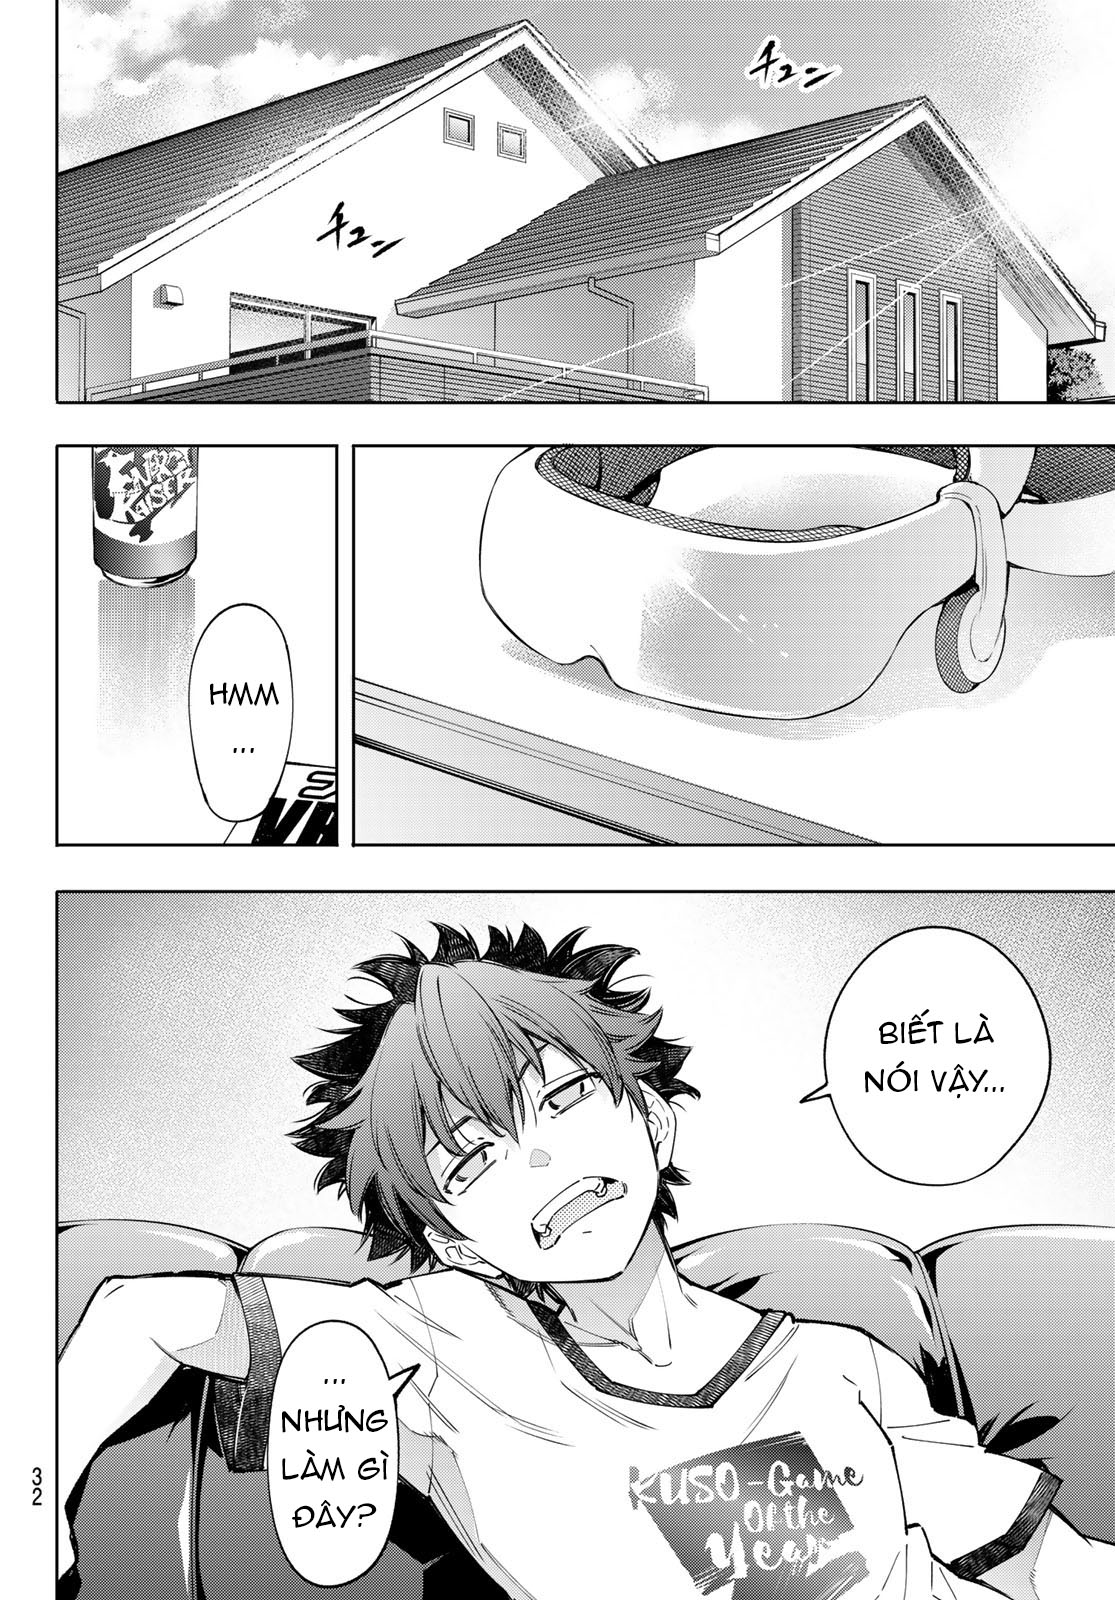 チュン
チュン
ENERGY
KAISER
HMM
...
BIẾT LÀ
NÓI VẬY...
...
NHƯNG
LÀM GÌ
ĐÂY?
KUSO-Game
Of the
Year
32